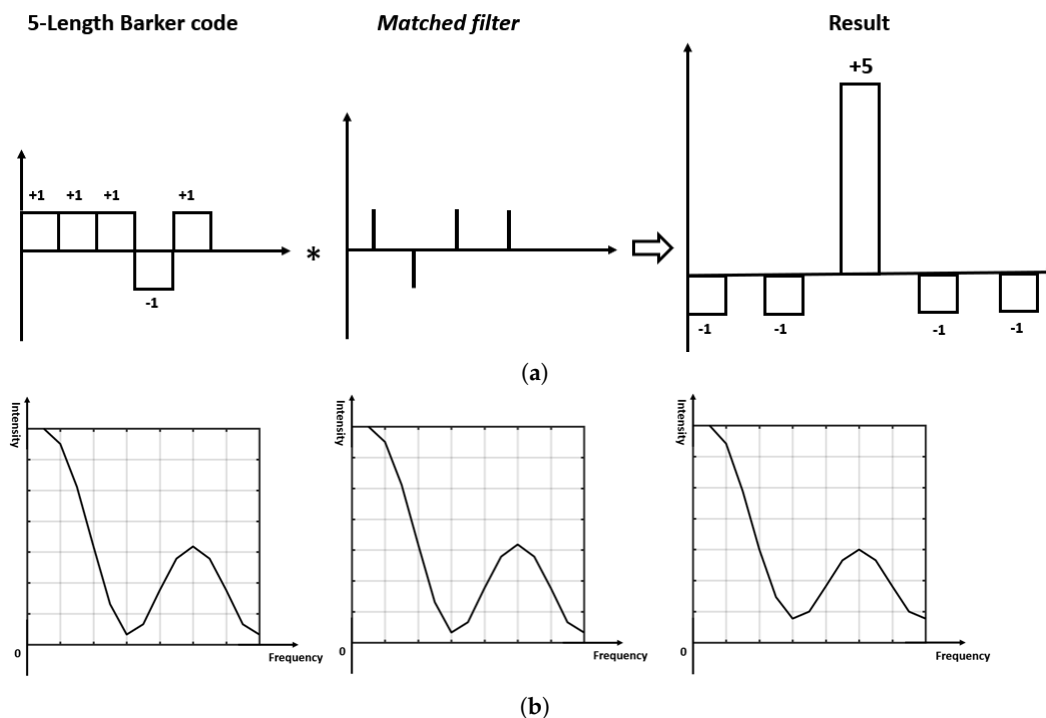 5-Length Barker code
Matched filter
Result
+5
+1 +1 +1 +1
*
-1
-1 -1 -1 -1
(a)
Intensity Intensity Intensity
0 Frequency 0 Frequency 0 Frequency
(b)